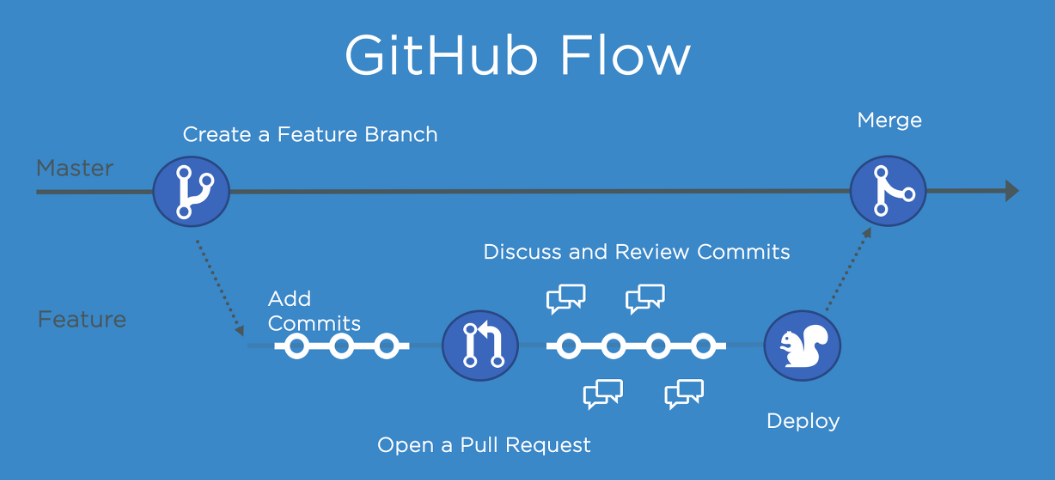 GitHub Flow
Create a Feature Branch
Merge
Master
Discuss and Review Commits
Feature
Add
Commits
Deploy
Open a Pull Request